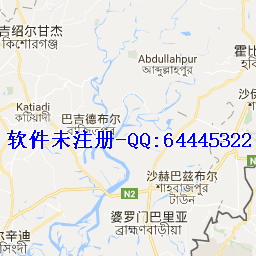 吉绍尔甘杰
কিশোরগঞ্জ
Abdullahpur
আব্দুল্লাহপুর
Katiadi
কাটিয়াদী
巴吉德布尔
软件未注册-QQ:64445322
沙赫巴兹布尔
শাহবাজপুর
টাউন
N2
婆罗门巴里亚
ব্রাহ্মণবাড়ীয়া